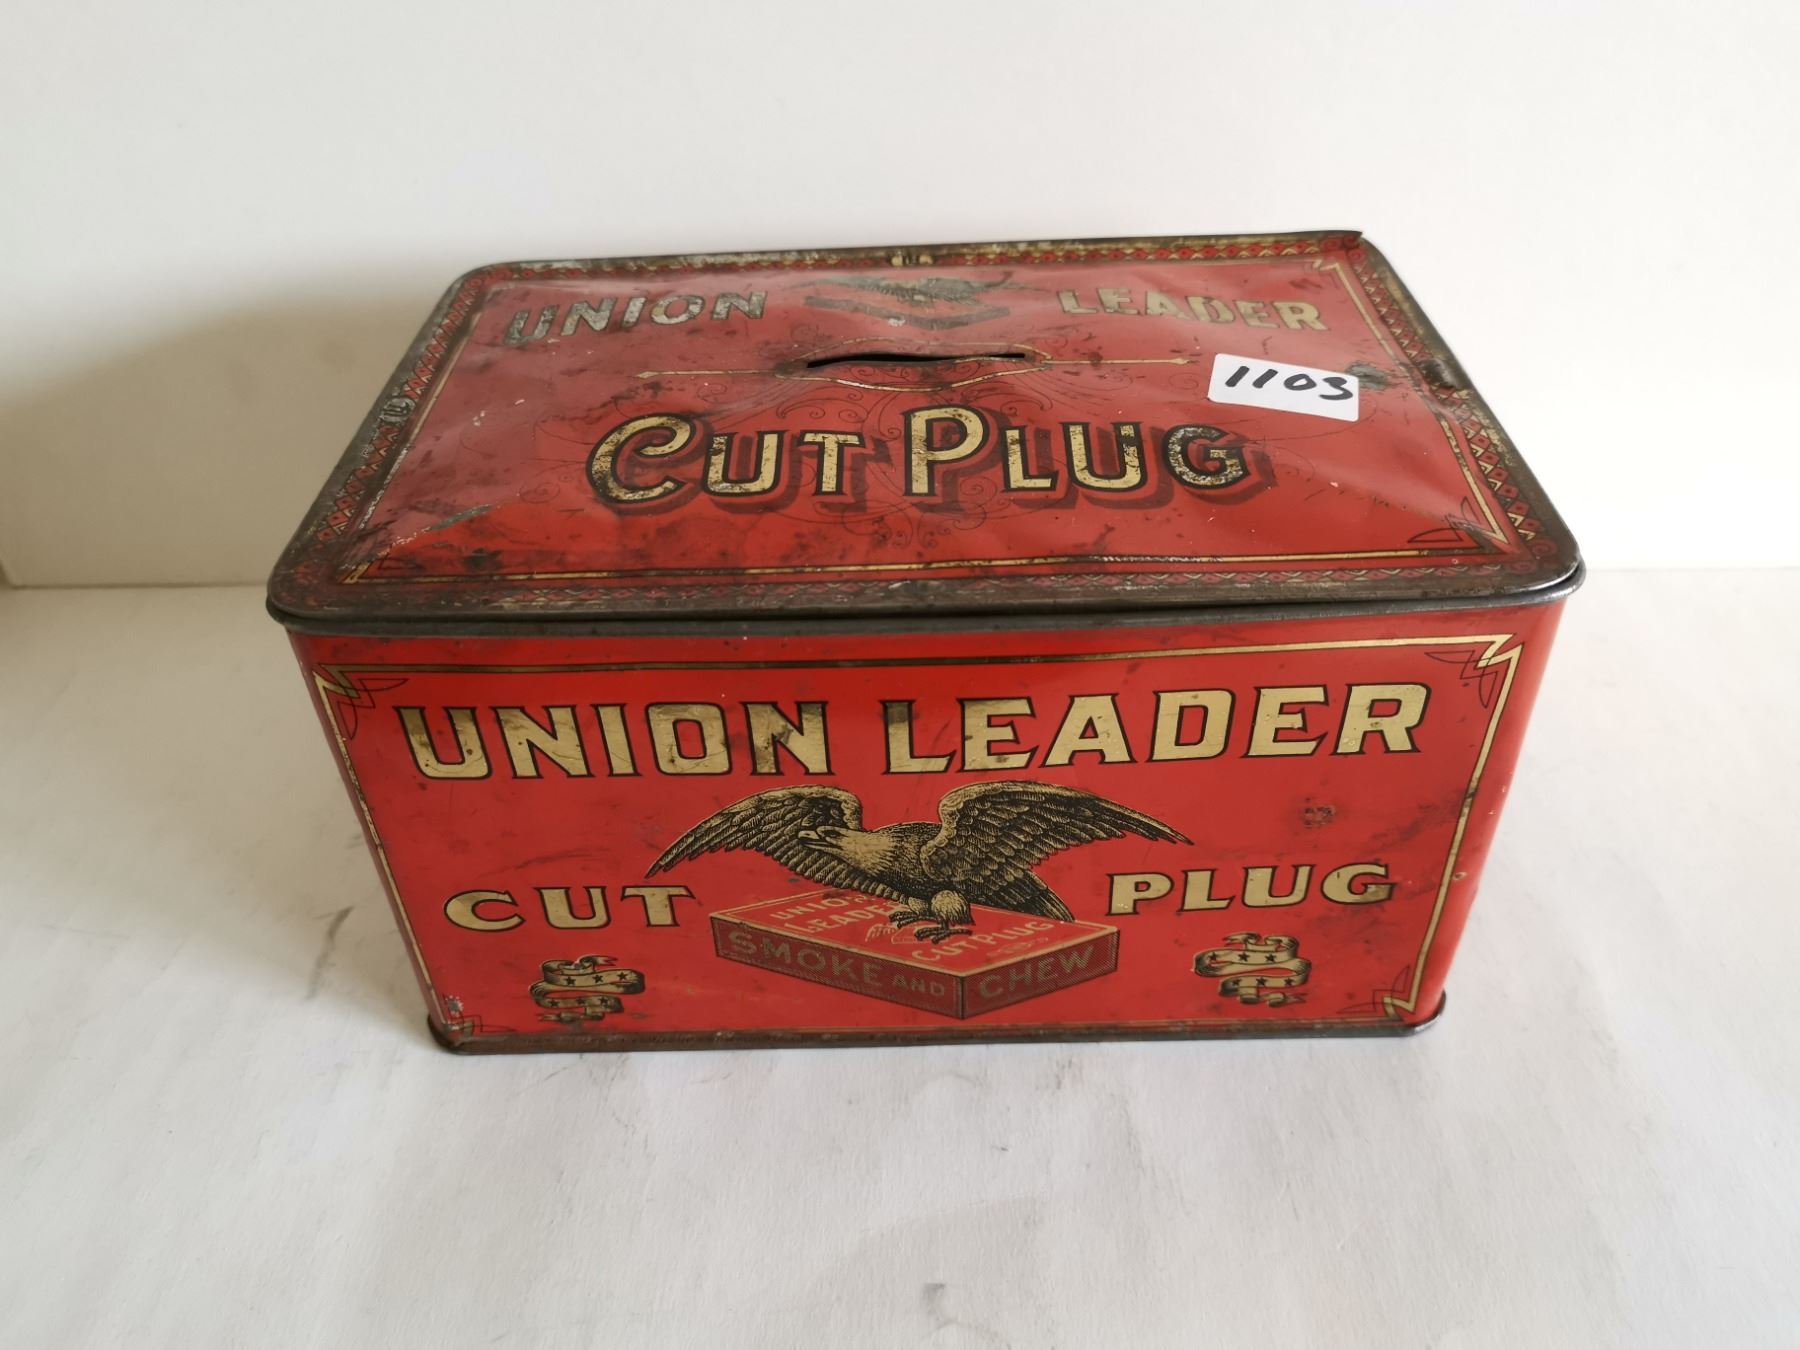 UNION LEADER
1103
CUT PLUG
UNION LEADER
CUT PLUG
UNION
LEADER
CUT PLUG
SMOKE AND CHEW